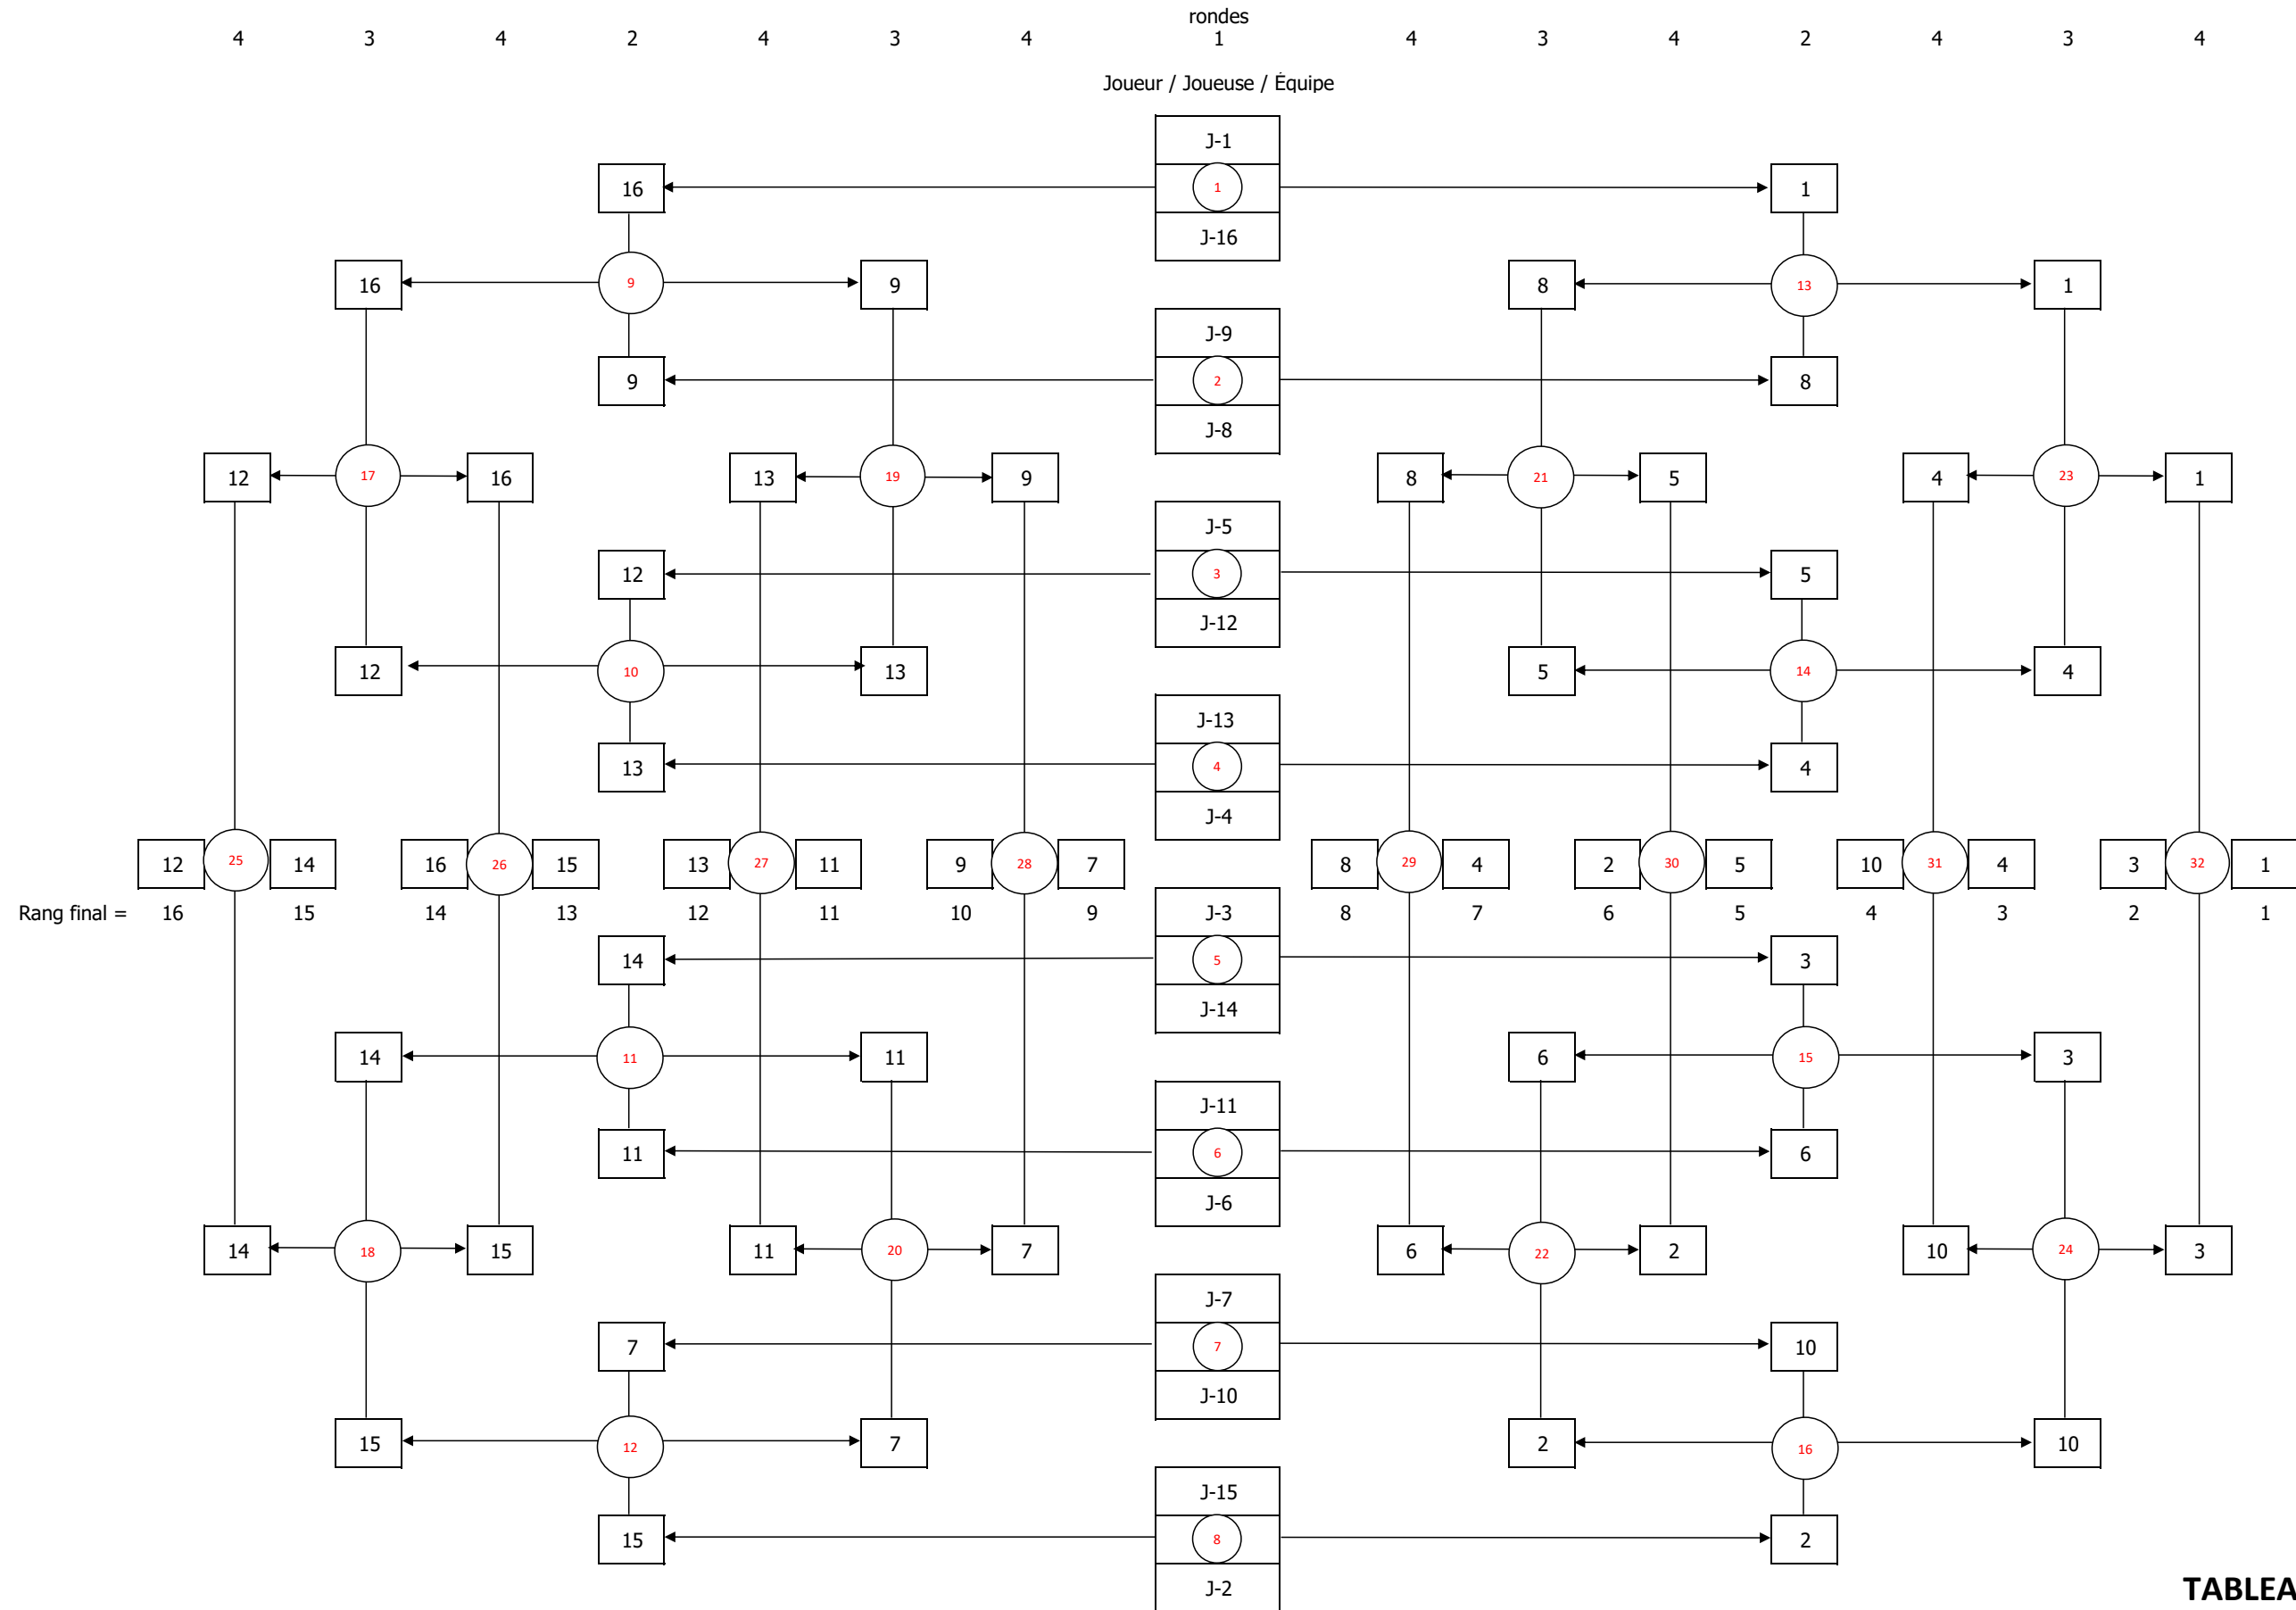 rondes
4 3 4 2 4 3 4 1 4 3 4 2 4 3 4
Joueur / Joueuse / Équipe
J-1
16 1 1
J-16
16 9 9 8 13 1
J-9
9 2 8
J-8
12 17 16 13 19 9 8 21 5 4 23 1
J-5
12 3 5
J-12
12 10 13 5 14 4
J-13
13 4 4
J-4
12 25 14 16 26 15 13 27 11 9 28 7 8 29 4 2 30 5 10 31 4 3 32 1
Rang final = 16 15 14 13 12 11 10 9 J-3 8 7 6 5 4 3 2 1
14 5 3
J-14
14 11 11 6 15 3
J-11
11 6 6
J-6
14 18 15 11 20 7 6 22 2 10 24 3
J-7
7 7 10
J-10
15 12 7 2 16 10
J-15
15 8 2
J-2
TABLEA